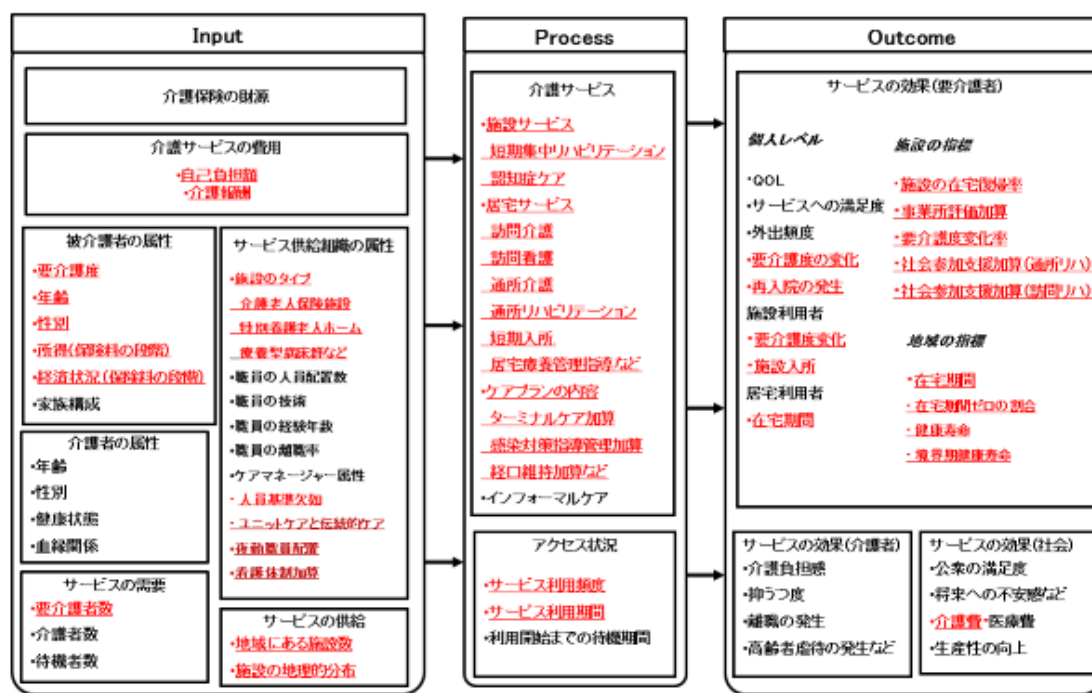 Input
介護保険の財源
介護サービスの費用
・自己負担額
・介護報酬
被介護者の属性
・要介護度
・年齢
・性別
・所得(保険料の段階)
・経済状況(保険料の段階)
・家族構成
介護者の属性
・年齢
・性別
・健康状態
・血縁関係
サービスの需要
・要介護者数
・介護者数
・待機者数
サービス供給組織の属性
・施設のタイプ
介護老人保険施設
特別養護老人ホーム
療養型病床群など
・職員の人員配置数
・職員の技術
・職員の経験年数
・職員の離職率
・ケアマネージャー属性
・人員基準欠如
・ユニットケアと伝統的ケア
・夜勤職員配置
・看護体制加算
サービスの供給
・地域にある施設数
・施設の地理的分布
Process
介護サービス
・施設サービス
短期集中リハビリテーション
認知症ケア
・居宅サービス
訪問介護
訪問看護
通所介護
通所リハビリテーション
短期入所
居宅療養管理指導など
・ケアプランの内容
ターミナルケア加算
感染対策指導管理加算
経口維持加算など
・インフォーマルケア
アクセス状況
・サービス利用頻度
・サービス利用期間
・利用開始までの待機期間
Outcome
サービスの効果(要介護者)
個人レベル
・QOL
・サービスへの満足度
・外出頻度
・要介護度の変化
・再入院の発生
施設利用者
・要介護度変化
・施設入所
居宅利用者
・在宅期間
施設の指標
・施設の在宅復帰率
・事業所評価加算
・要介護度変化率
・社会参加支援加算(通所リハ)
・社会参加支援加算(訪問リハ)
地域の指標
・在宅期間
・在宅期間ゼロの割合
・健康寿命
・境界期健康寿命
サービスの効果(介護者)
・介護負担感
・抑うつ度
・離職の発生
・高齢者虐待の発生など
サービスの効果(社会)
・公衆の満足度
・将来への不安感など
・介護費・医療費
・生産性の向上